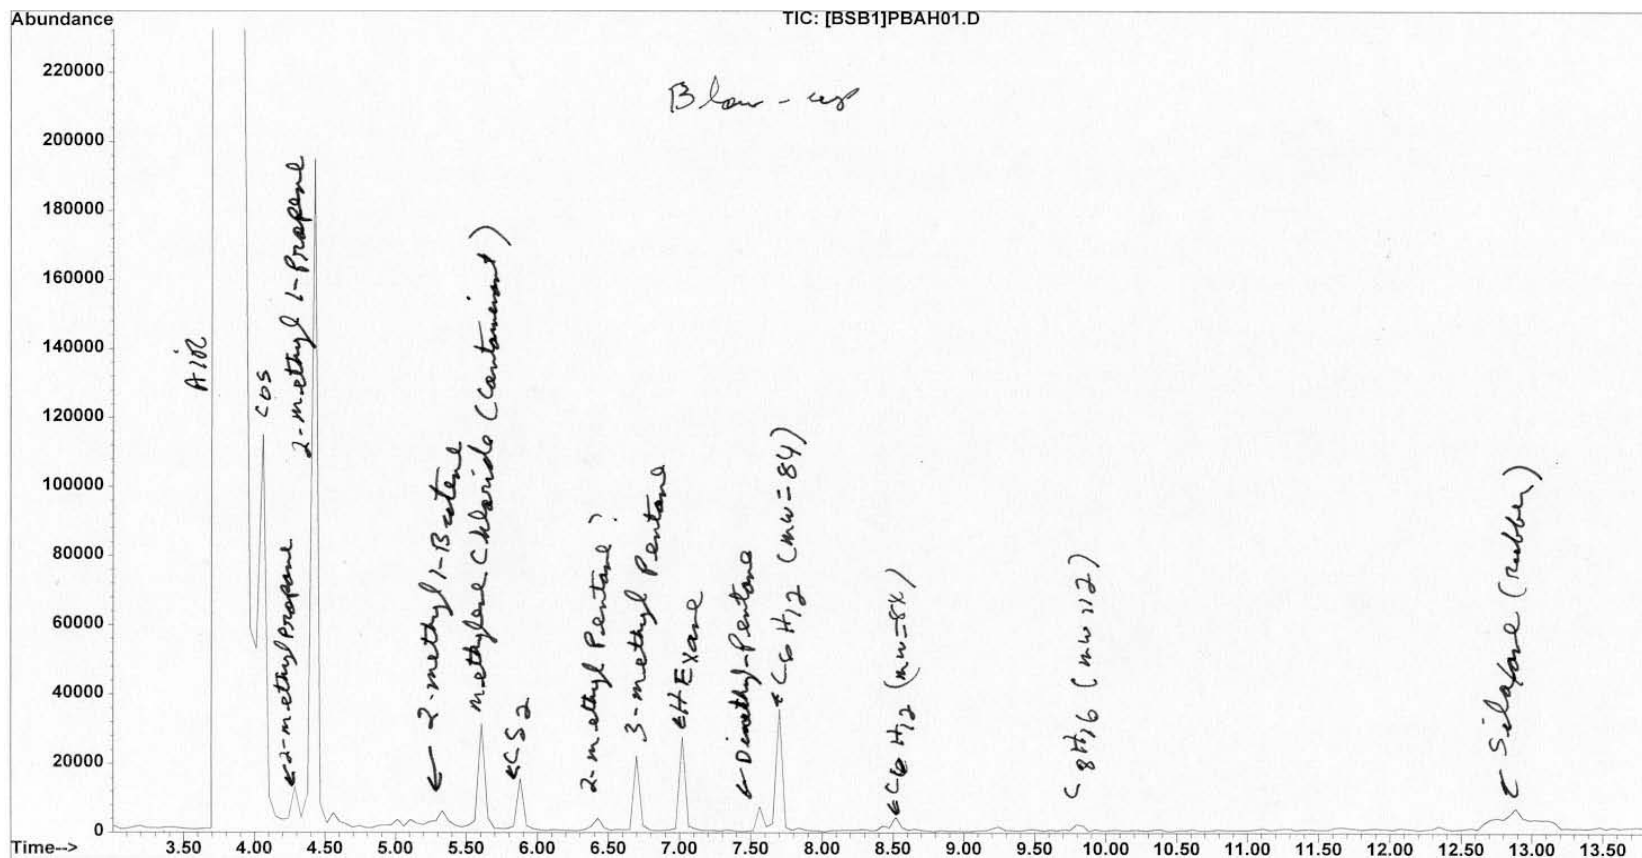 Abundance
TIC: [BSB1]PBAH01.D
Blow-up
220000
200000
180000
160000
140000
120000
100000
80000
60000
40000
20000
0
Time-->
3.50 4.00 4.50 5.00 5.50 6.00 6.50 7.00 7.50 8.00 8.50 9.00 9.50 10.00 10.50 11.00 11.50 12.00 12.50 13.00 13.50
AIR
COS
←2-methyl Propane
2-methyl 1-Propene
← 2-methyl 1-Butene
methylene Chloride (Contaminant)
←CS2
2-methyl Pentane
3-methyl Pentane
←HExane
←Dimethyl-Pentane
←C6H12 (mw=84)
←C6H12 (mw=84)
C8H16 (mw 112)
← Siloxane (rubber)